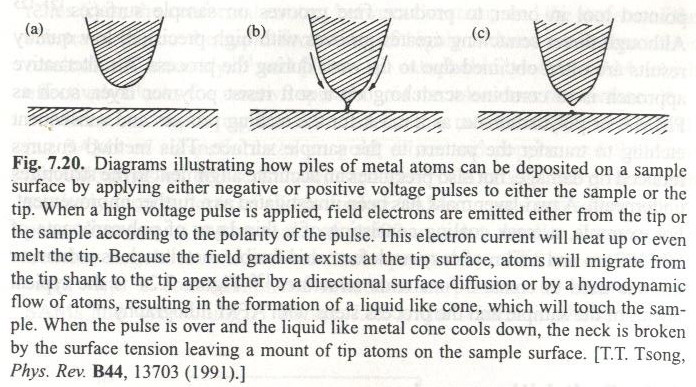 (a)
(b)
(c)
Fig. 7.20. Diagrams illustrating how piles of metal atoms can be deposited on a sample
surface by applying either negative or positive voltage pulses to either the sample or the
tip. When a high voltage pulse is applied, field electrons are emitted either from the tip or
the sample according to the polarity of the pulse. This electron current will heat up or even
melt the tip. Because the field gradient exists at the tip surface, atoms will migrate from
the tip shank to the tip apex either by a directional surface diffusion or by a hydrodynamic
flow of atoms, resulting in the formation of a liquid like cone, which will touch the sam-
ple. When the pulse is over and the liquid like metal cone cools down, the neck is broken
by the surface tension leaving a mount of tip atoms on the sample surface. [T.T. Tsong,
Phys. Rev. B44, 13703 (1991).]